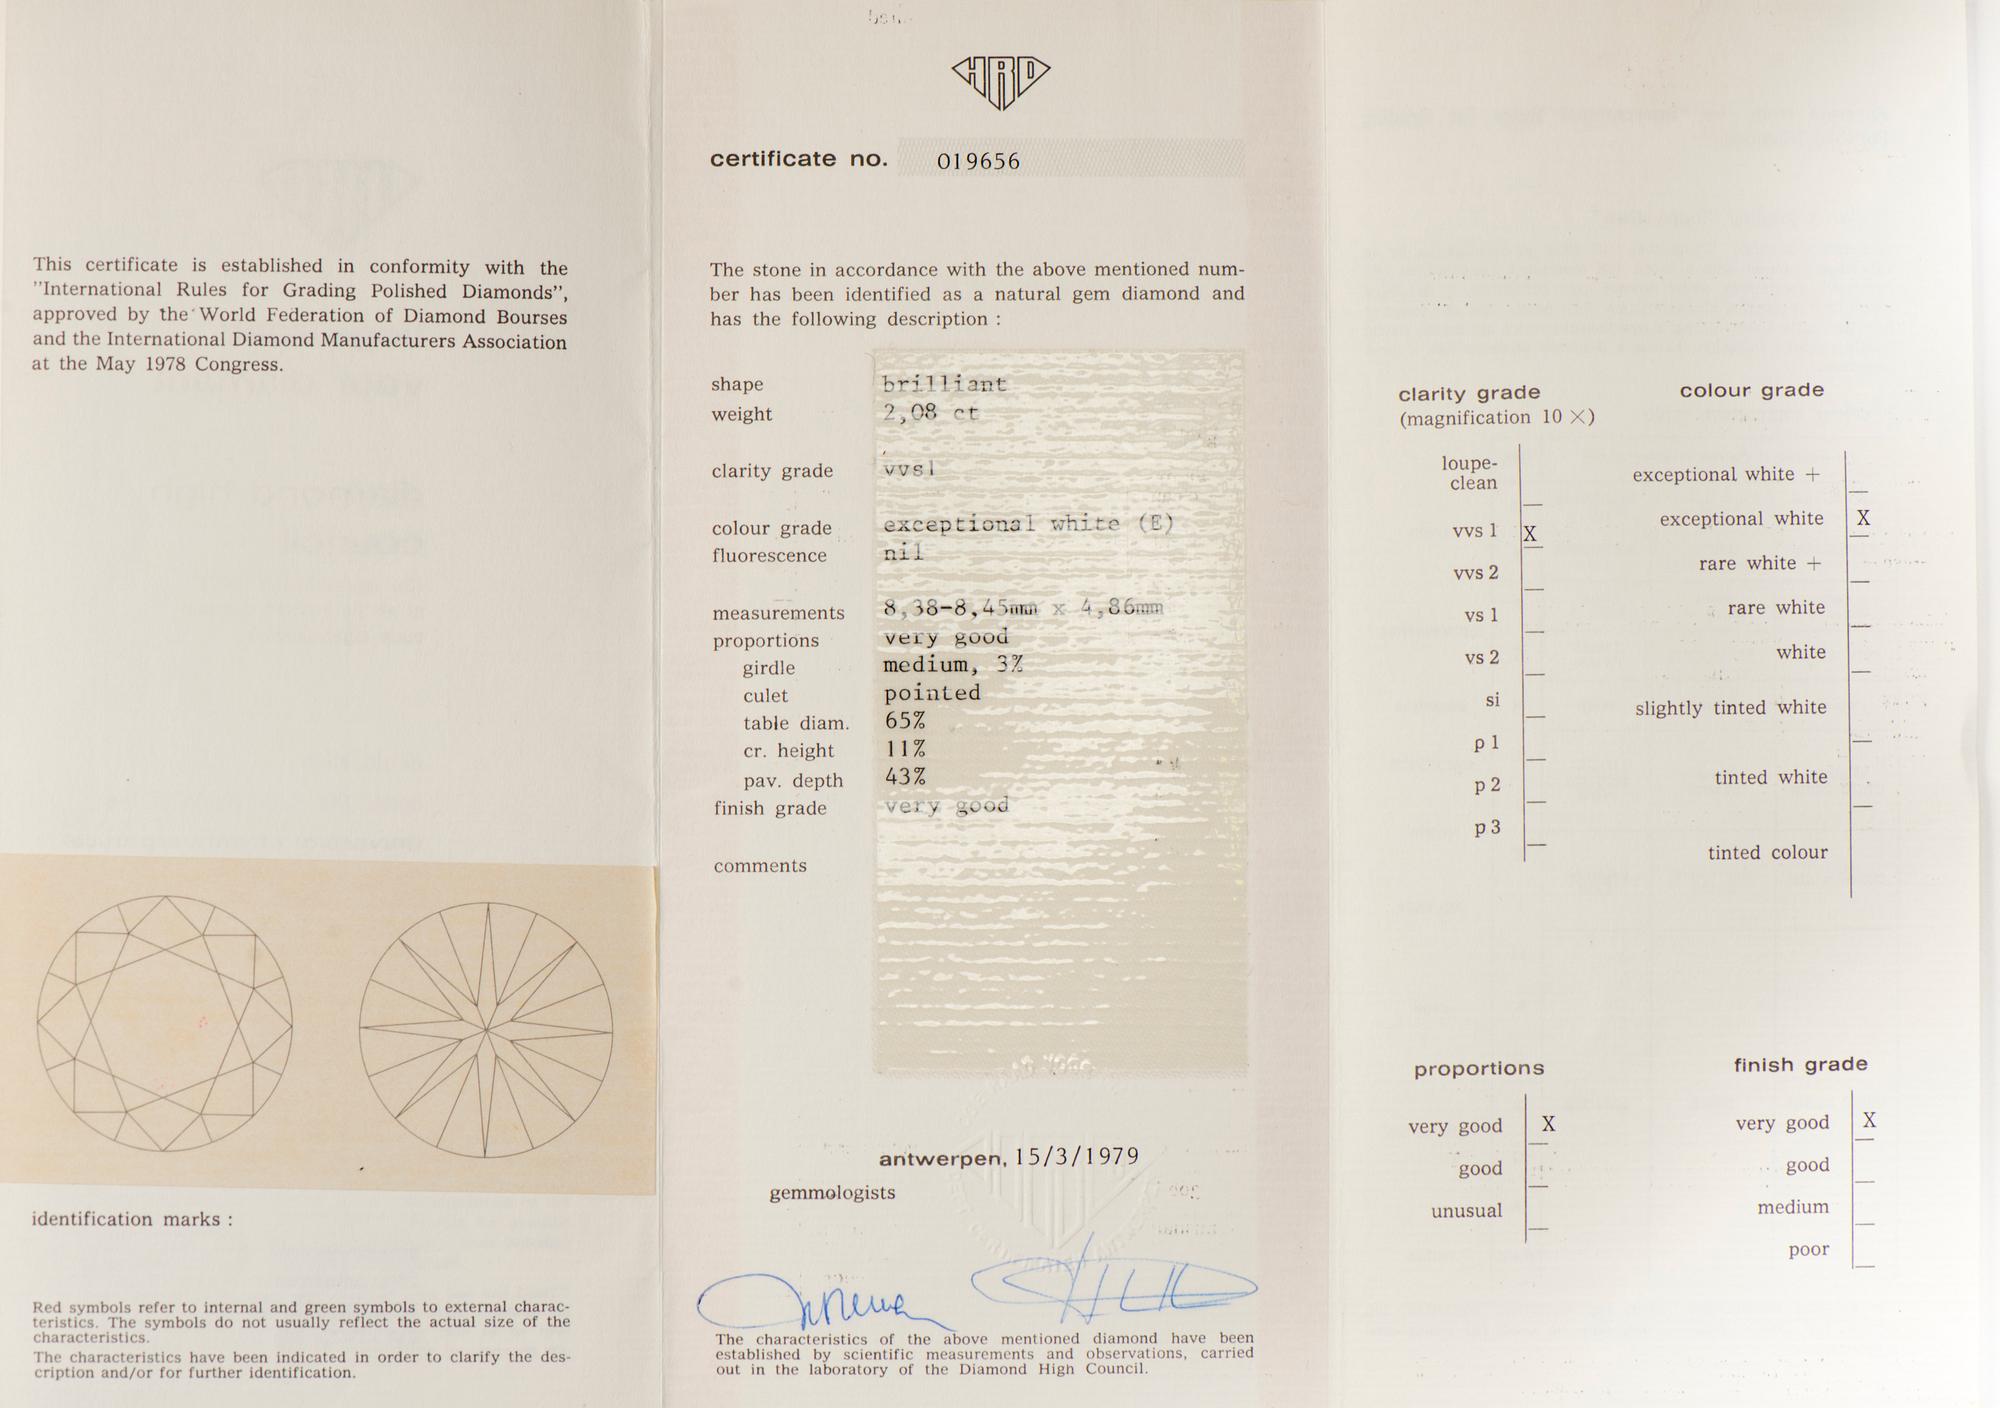 This certificate is established in conformity with the
"International Rules for Grading Polished Diamonds",
approved by the World Federation of Diamond Bourses
and the International Diamond Manufacturers Association
at the May 1978 Congress.
identification marks :
Red symbols refer to internal and green symbols to external charac-
teristics. The symbols do not usually reflect the actual size of the
characteristics.
The characteristics have been indicated in order to clarify the des-
cription and/or for further identification.
HRD
certificate no. 019656
The stone in accordance with the above mentioned num-
ber has been identified as a natural gem diamond and
has the following description :
shape brilliant
weight 2,08 ct
clarity grade vvs1
colour grade exceptional white (E)
fluorescence nil
measurements 8,38-8,45mm x 4,86mm
proportions very good
girdle medium, 3%
culet pointed
table diam. 65%
cr. height 11%
pav. depth 43%
finish grade very good
comments
antwerpen, 15/3/1979
gemmologists
The characteristics of the above mentioned diamond have been
established by scientific measurements and observations, carried
out in the laboratory of the Diamond High Council.
clarity grade
(magnification 10 X)
loupe-
clean
vvs 1 X
vvs 2
vs 1
vs 2
si
p 1
p 2
p 3
colour grade
exceptional white +
exceptional white X
rare white +
rare white
white
slightly tinted white
tinted white
tinted colour
proportions
very good X
good
unusual
finish grade
very good X
good
medium
poor